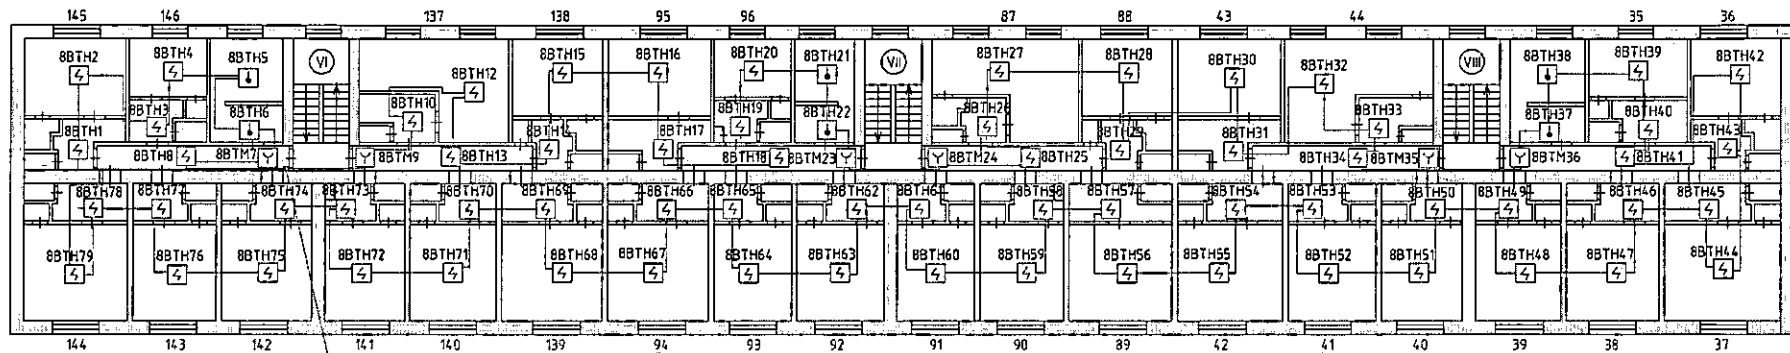 145 146 137 138 95 96 87 88 43 44 35 36
VI VII VIII
8BTH2 8BTH4 8BTH5 8BTH12 8BTH15 8BTH16 8BTH20 8BTH21 8BTH27 8BTH28 8BTH30 8BTH32 8BTH38 8BTH39 8BTH42
8BTH3 8BTH6 8BTH10 8BTH19 8BTH22 8BTH26 8BTH33 8BTH37 8BTH40
8BTH1 8BTH17 8BTH29 8BTH31 8BTH43
8BTH8 8BTM7 8BTM9 8BTH13 8BTH18 8BTM23 8BTM24 8BTH25 8BTH34 8BTM35 8BTM36 8BTH41
8BTH78 8BTH74 8BTH73 8BTH70 8BTH69 8BTH66 8BTH65 8BTH62 8BTH58 8BTH57 8BTH54 8BTH53 8BTH50 8BTH49 8BTH46 8BTH45
8BTH79 8BTH76 8BTH75 8BTH72 8BTH71 8BTH68 8BTH67 8BTH64 8BTH63 8BTH60 8BTH59 8BTH56 8BTH55 8BTH52 8BTH51 8BTH48 8BTH47 8BTH44
144 143 142 141 140 139 94 93 92 91 90 89 42 41 40 39 38 37